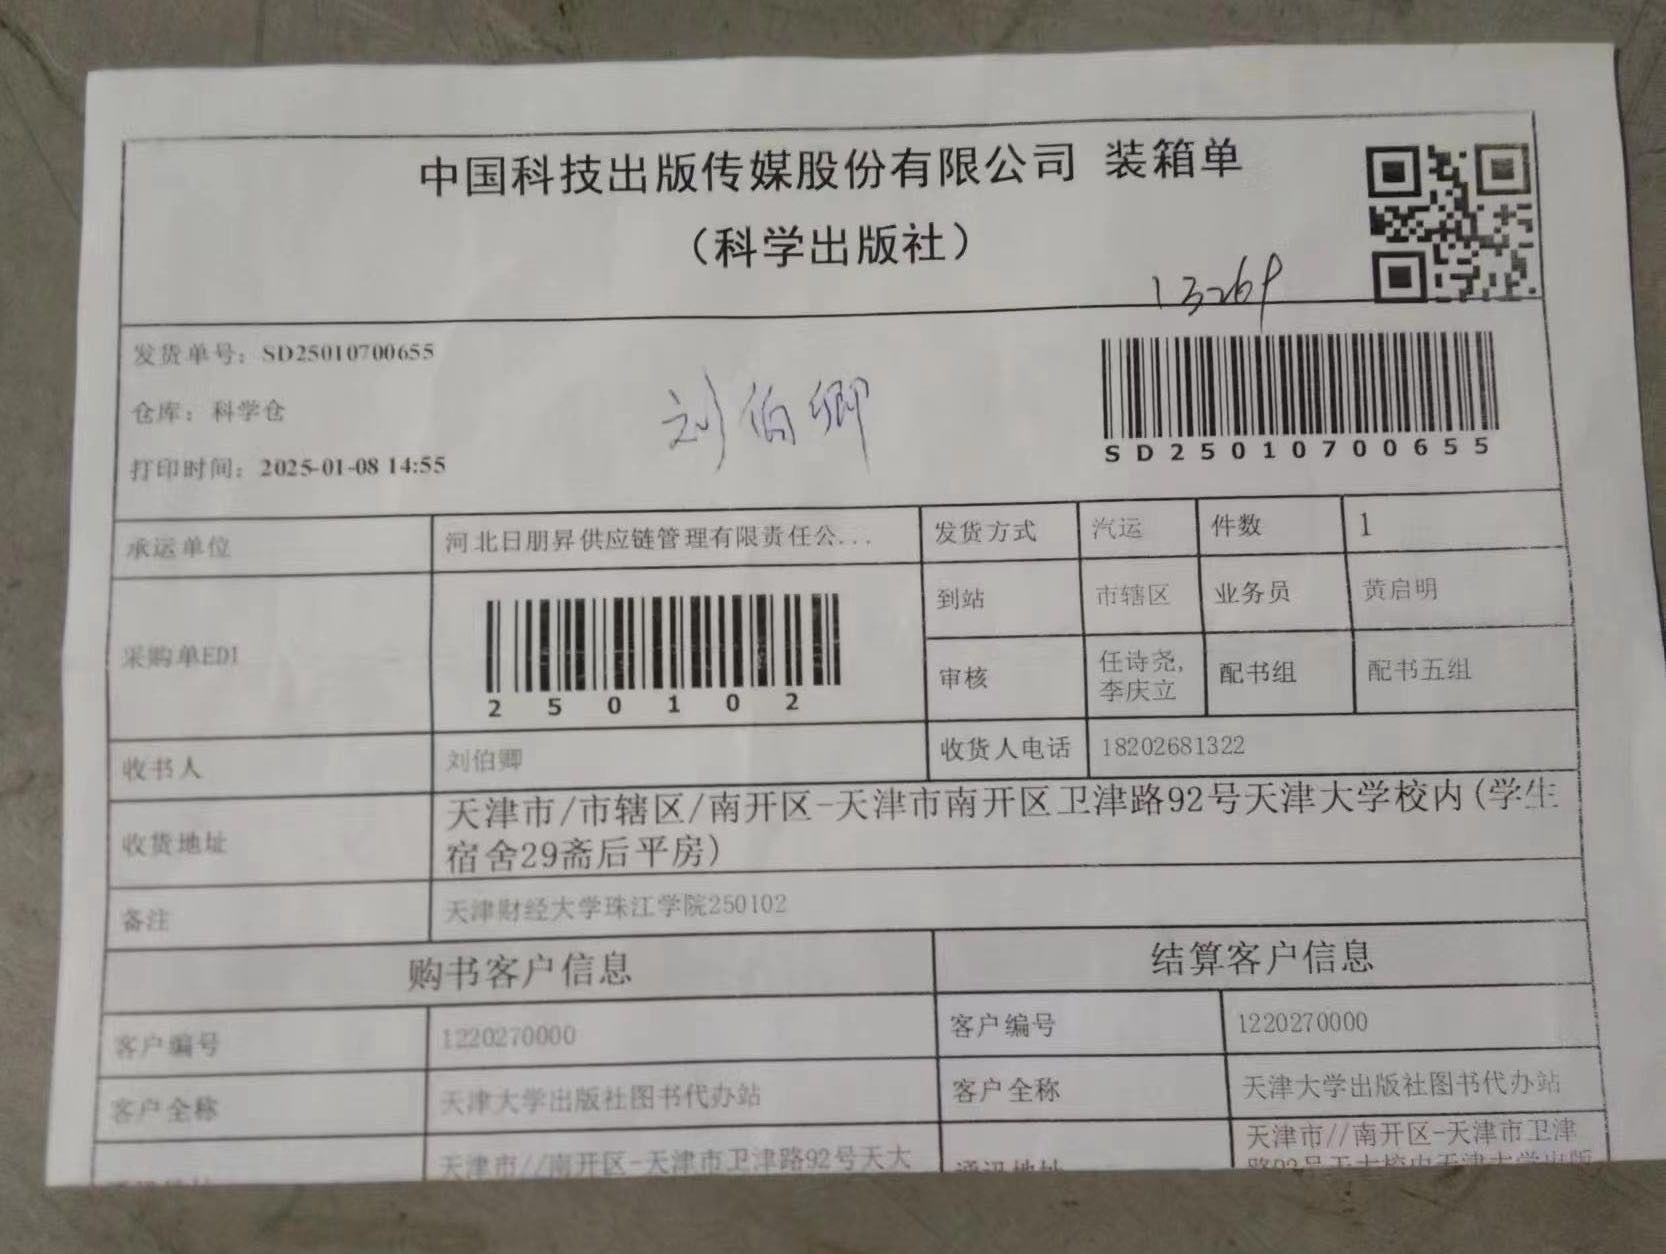 中国科技出版传媒股份有限公司 装箱单
（科学出版社）
13269
发货单号：SD25010700655
仓库：科学仓
打印时间：2025-01-08 14:55
刘伯卿
SD25010700655
承运单位 河北日朋昇供应链管理有限责任公... 发货方式 汽运 件数 1
采购单EDI 250102
到站 市辖区 业务员 黄启明
审核 任诗尧,李庆立 配书组 配书五组
收书人 刘伯卿 收货人电话 18202681322
收货地址 天津市/市辖区/南开区-天津市南开区卫津路92号天津大学校内(学生
宿舍29斋后平房)
备注 天津财经大学珠江学院250102
购书客户信息 结算客户信息
客户编号 1220270000 客户编号 1220270000
客户全称 天津大学出版社图书代办站 客户全称 天津大学出版社图书代办站
天津市//南开区-天津市卫津路92号天大 通讯地址 天津市//南开区-天津市卫津